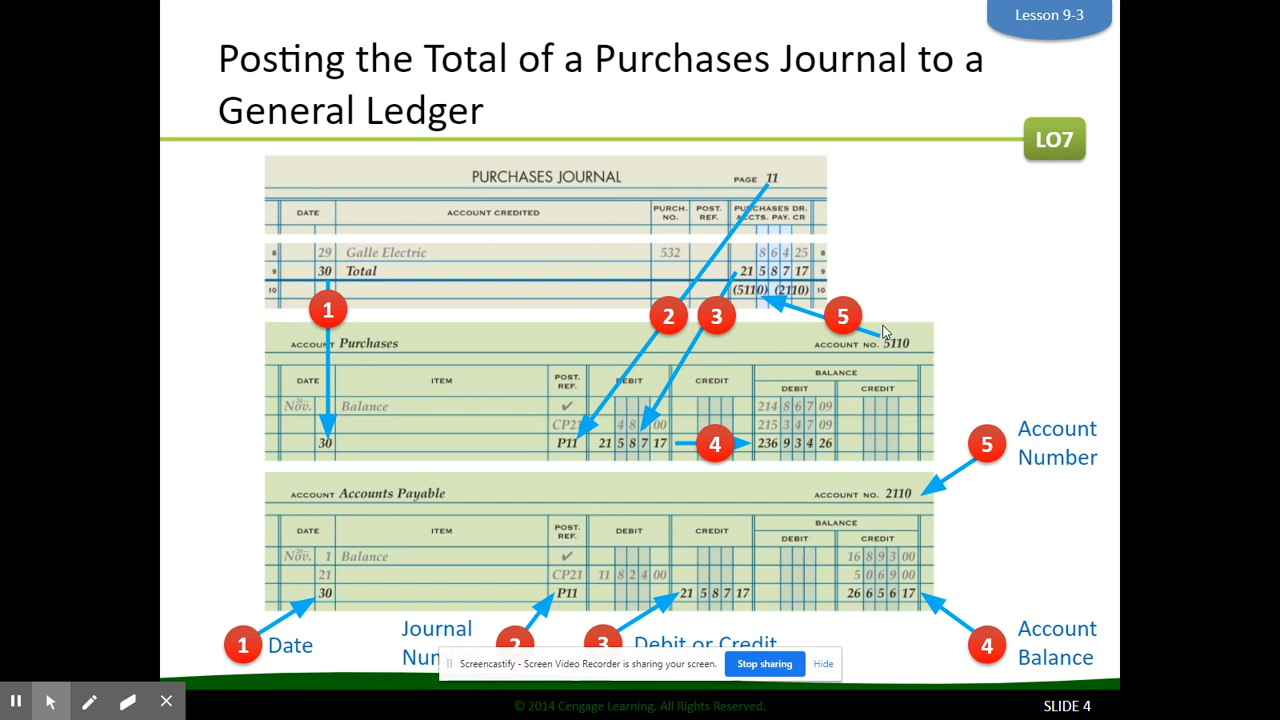 Lesson 9-3
Posting the Total of a Purchases Journal to a
General Ledger
LO7
PURCHASES JOURNAL PAGE 11
DATE ACCOUNT CREDITED PURCH. NO. POST. REF. PURCHASES DR. ACCTS. PAY. CR
8 29 Galle Electric 532 8 6 4 25 8
9 30 Total 21 5 8 7 17 9
10 (5110) (2110) 10
1 2 3 5
ACCOUNT Purchases ACCOUNT NO. 5110
DATE ITEM POST. REF. DEBIT CREDIT BALANCE
DEBIT CREDIT
Nov. Balance ✓ 214 8 6 7 09
CP21 4 8 00 215 3 4 7 09
30 P11 21 5 8 7 17 4 236 9 3 4 26
5 Account
Number
ACCOUNT Accounts Payable ACCOUNT NO. 2110
DATE ITEM POST. REF. DEBIT CREDIT BALANCE
DEBIT CREDIT
Nov. 1 Balance ✓ 16 8 9 3 00
21 CP21 11 8 2 4 00 5 0 6 9 00
30 P11 21 5 8 7 17 26 6 5 6 17
1 Date
Journal
2
3 Debit or Credit
4 Account
Balance
Screencastify - Screen Video Recorder is sharing your screen. Stop sharing Hide
© 2014 Cengage Learning. All Rights Reserved.
SLIDE 4